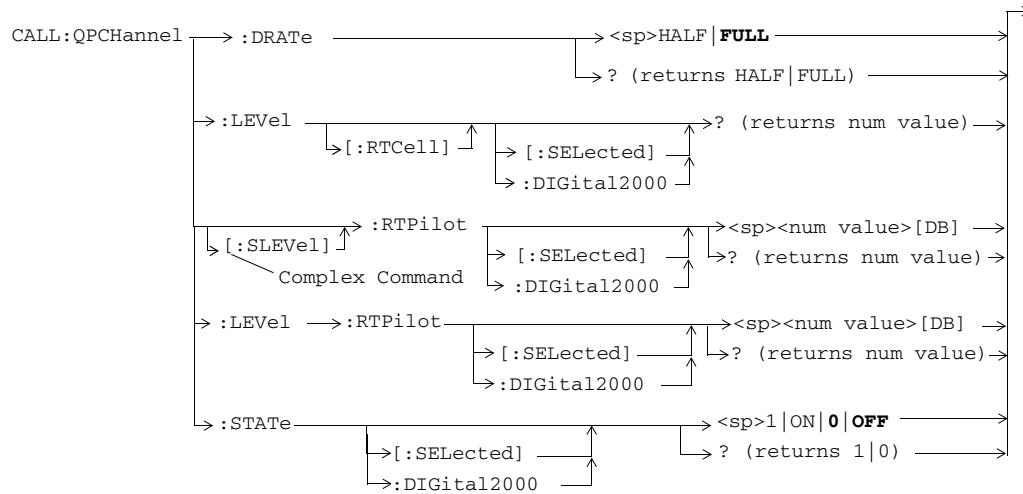 CALL:QPCHannel :DRATe <sp>HALF|FULL
? (returns HALF|FULL)
:LEVel ? (returns num value)
[:RTCell] [:SELected]
:DIGital2000
:RTPilot <sp><num value>[DB]
[:SLEVel] [:SELected] ? (returns num value)
Complex Command :DIGital2000
:LEVel :RTPilot <sp><num value>[DB]
[:SELected] ? (returns num value)
:DIGital2000
:STATe <sp>1|ON|0|OFF
[:SELected] ? (returns 1|0)
:DIGital2000